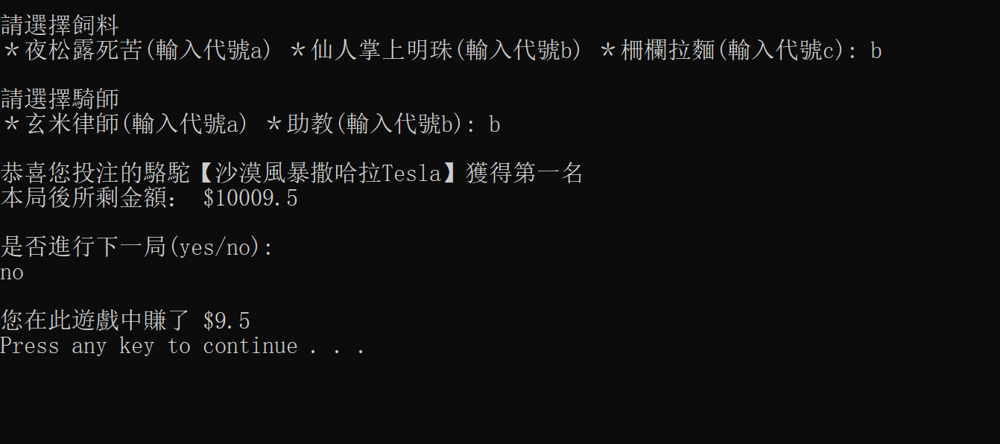 請選擇飼料
＊夜松露死苦(輸入代號a) ＊仙人掌上明珠(輸入代號b) ＊柵欄拉麵(輸入代號c): b
請選擇騎師
＊玄米律師(輸入代號a) ＊助教(輸入代號b): b
恭喜您投注的駱駝【沙漠風暴撒哈拉Tesla】獲得第一名
本局後所剩金額： $10009.5
是否進行下一局(yes/no):
no
您在此遊戲中賺了 $9.5
Press any key to continue . . .